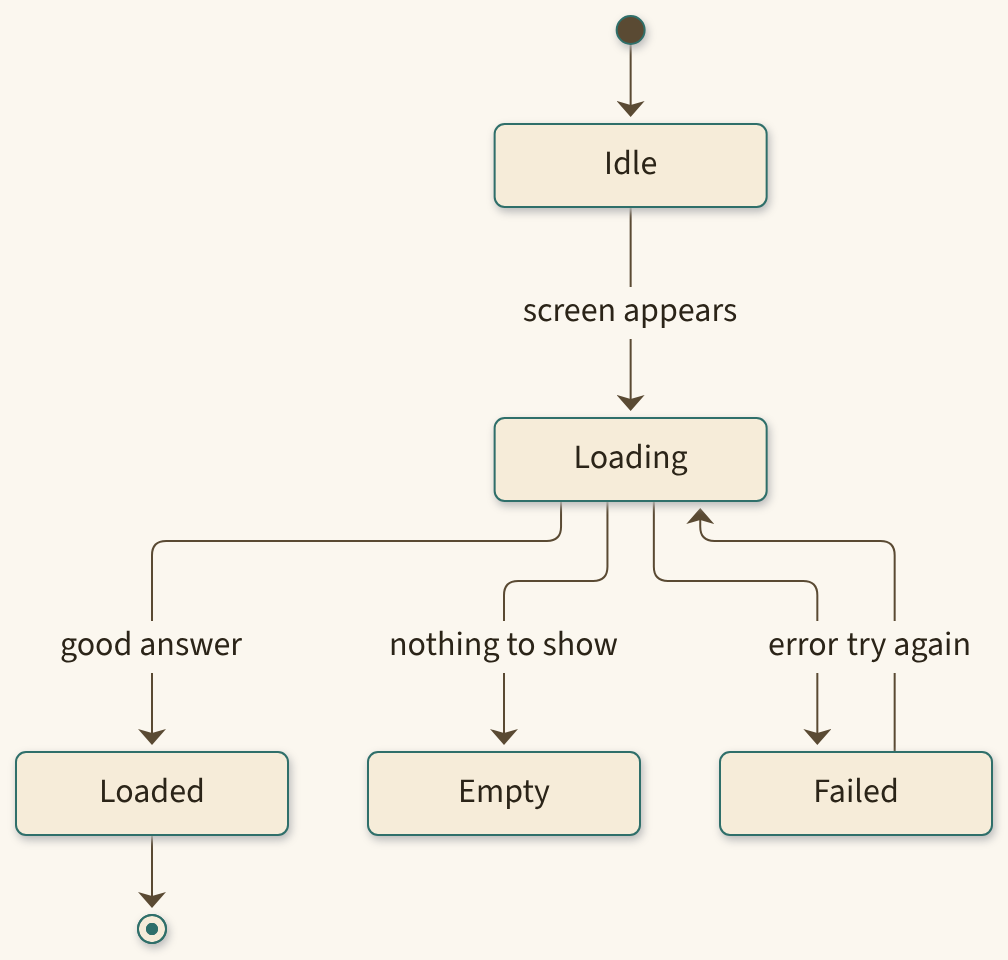 Idle
screen appears
Loading
good answer
nothing to show
error
try again
Loaded
Empty
Failed